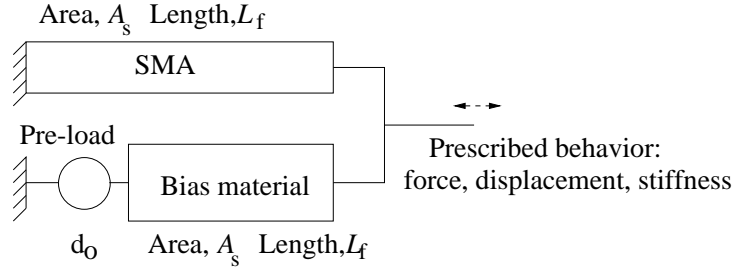 Area, A_s Length, L_f
SMA
Pre-load
Bias material
Prescribed behavior:
force, displacement, stiffness
d_o
Area, A_s Length, L_f